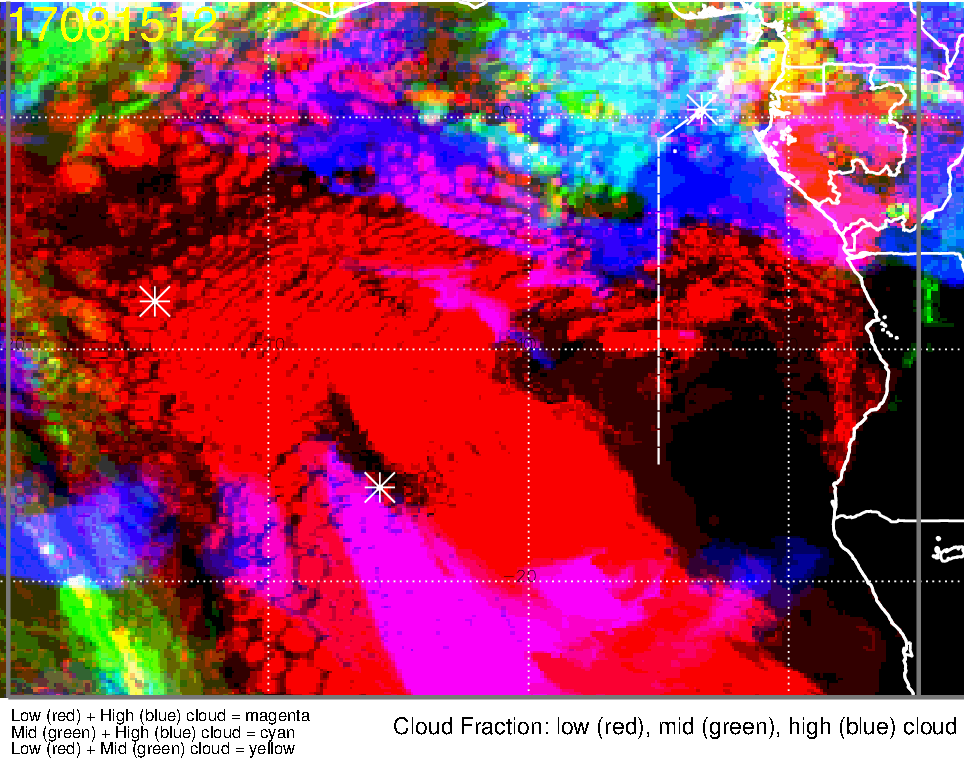 17081512
-20
Low (red) + High (blue) cloud = magenta
Mid (green) + High (blue) cloud = cyan
Low (red) + Mid (green) cloud = yellow
Cloud Fraction: low (red), mid (green), high (blue) cloud